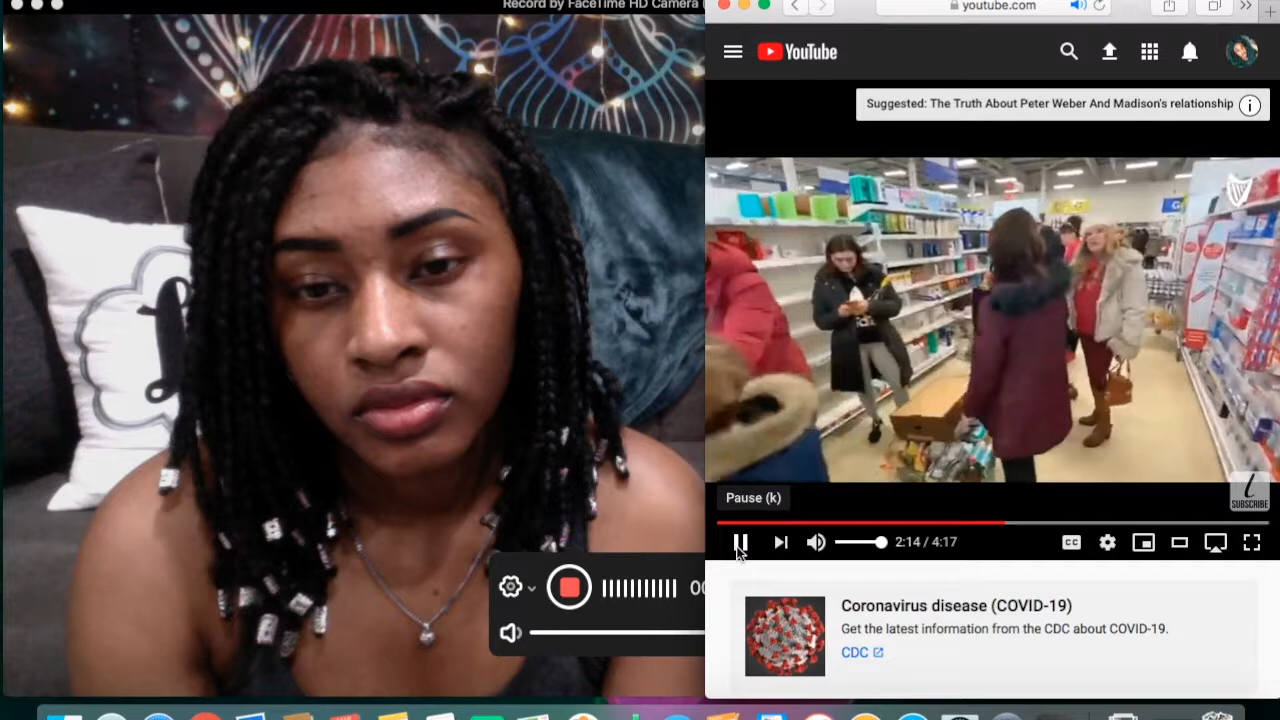 Record by FaceTime HD Camera
youtube.com
YouTube
Suggested: The Truth About Peter Weber And Madison's relationship
SUBSCRIBE
Pause (k)
2:14 / 4:17
CC
Coronavirus disease (COVID-19)
Get the latest information from the CDC about COVID-19.
CDC